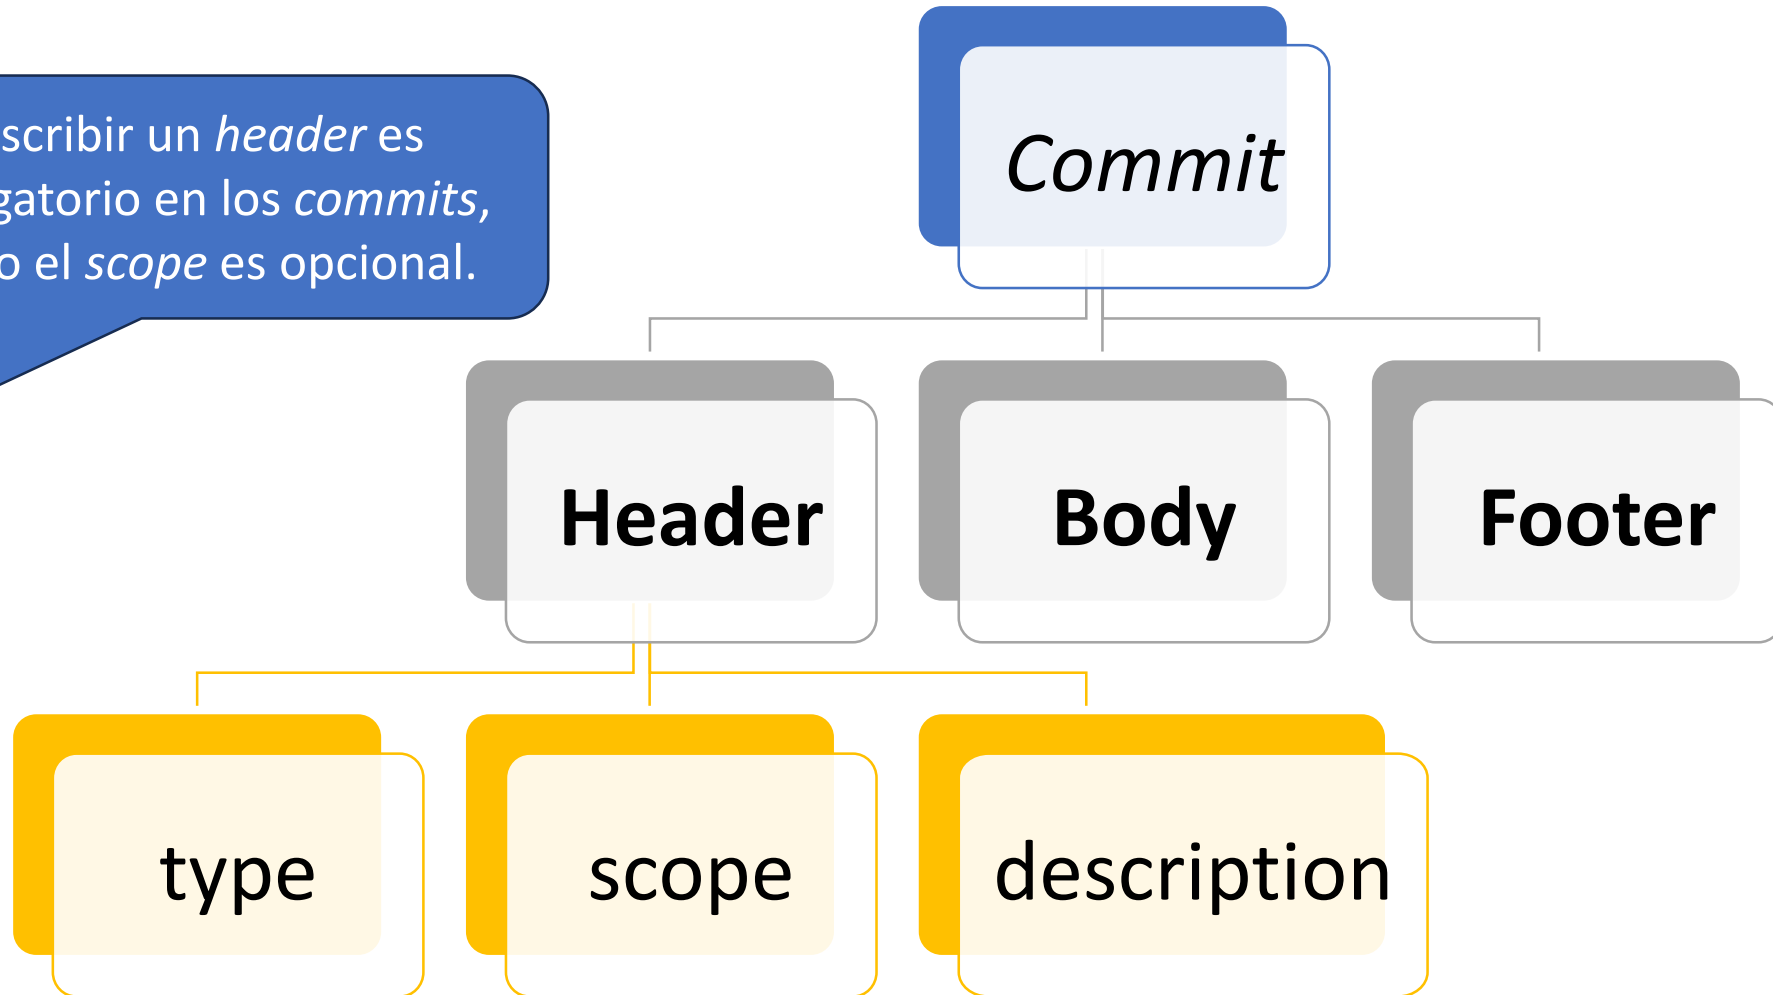 scribir un header es
gatorio en los commits,
o el scope es opcional.
Commit
Header
Body
Footer
type
scope
description